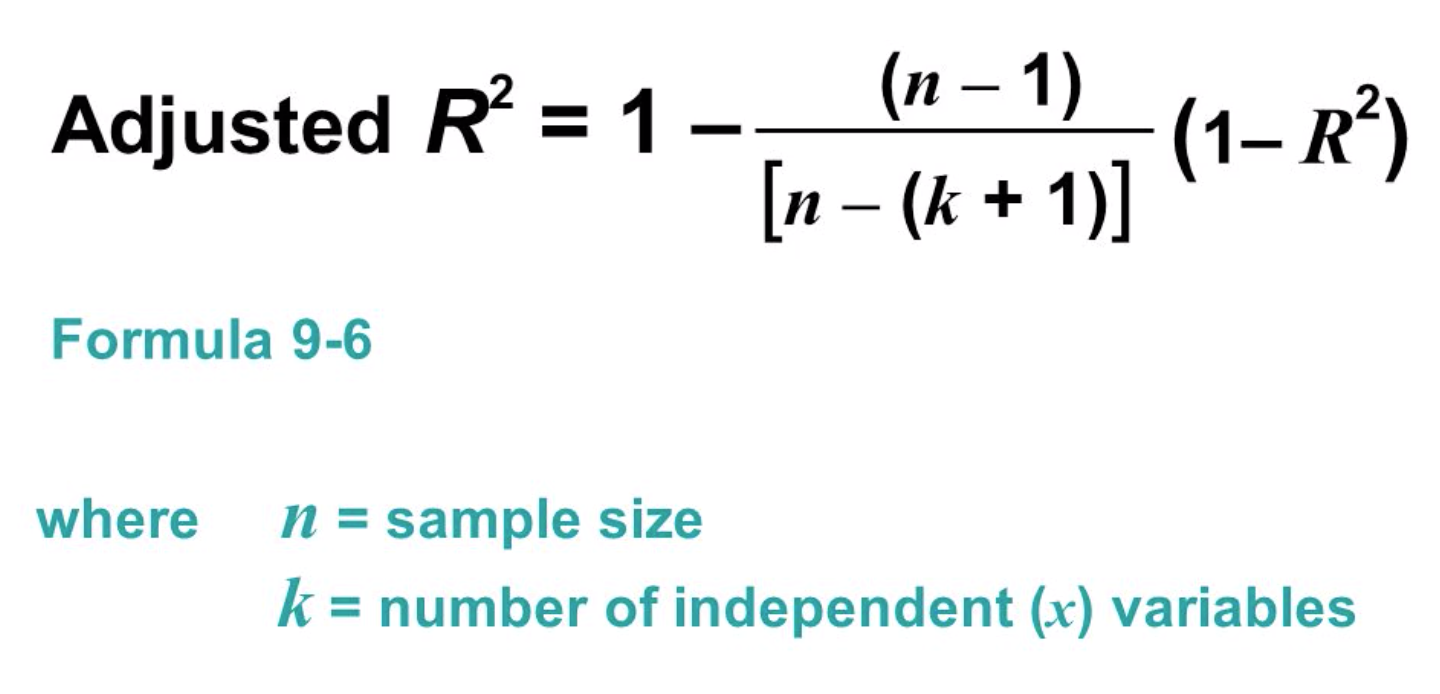 Adjusted R² = 1 – (n – 1) / [n – (k + 1)] (1– R²)
Formula 9-6
where n = sample size
k = number of independent (x) variables